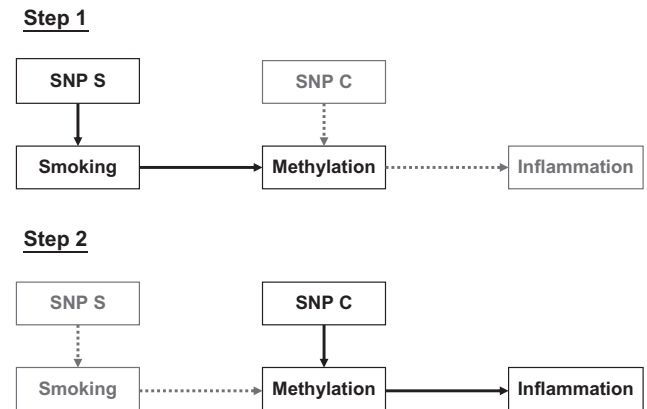 Step 1
SNP S SNP C
Smoking Methylation Inflammation
Step 2
SNP S SNP C
Smoking Methylation Inflammation